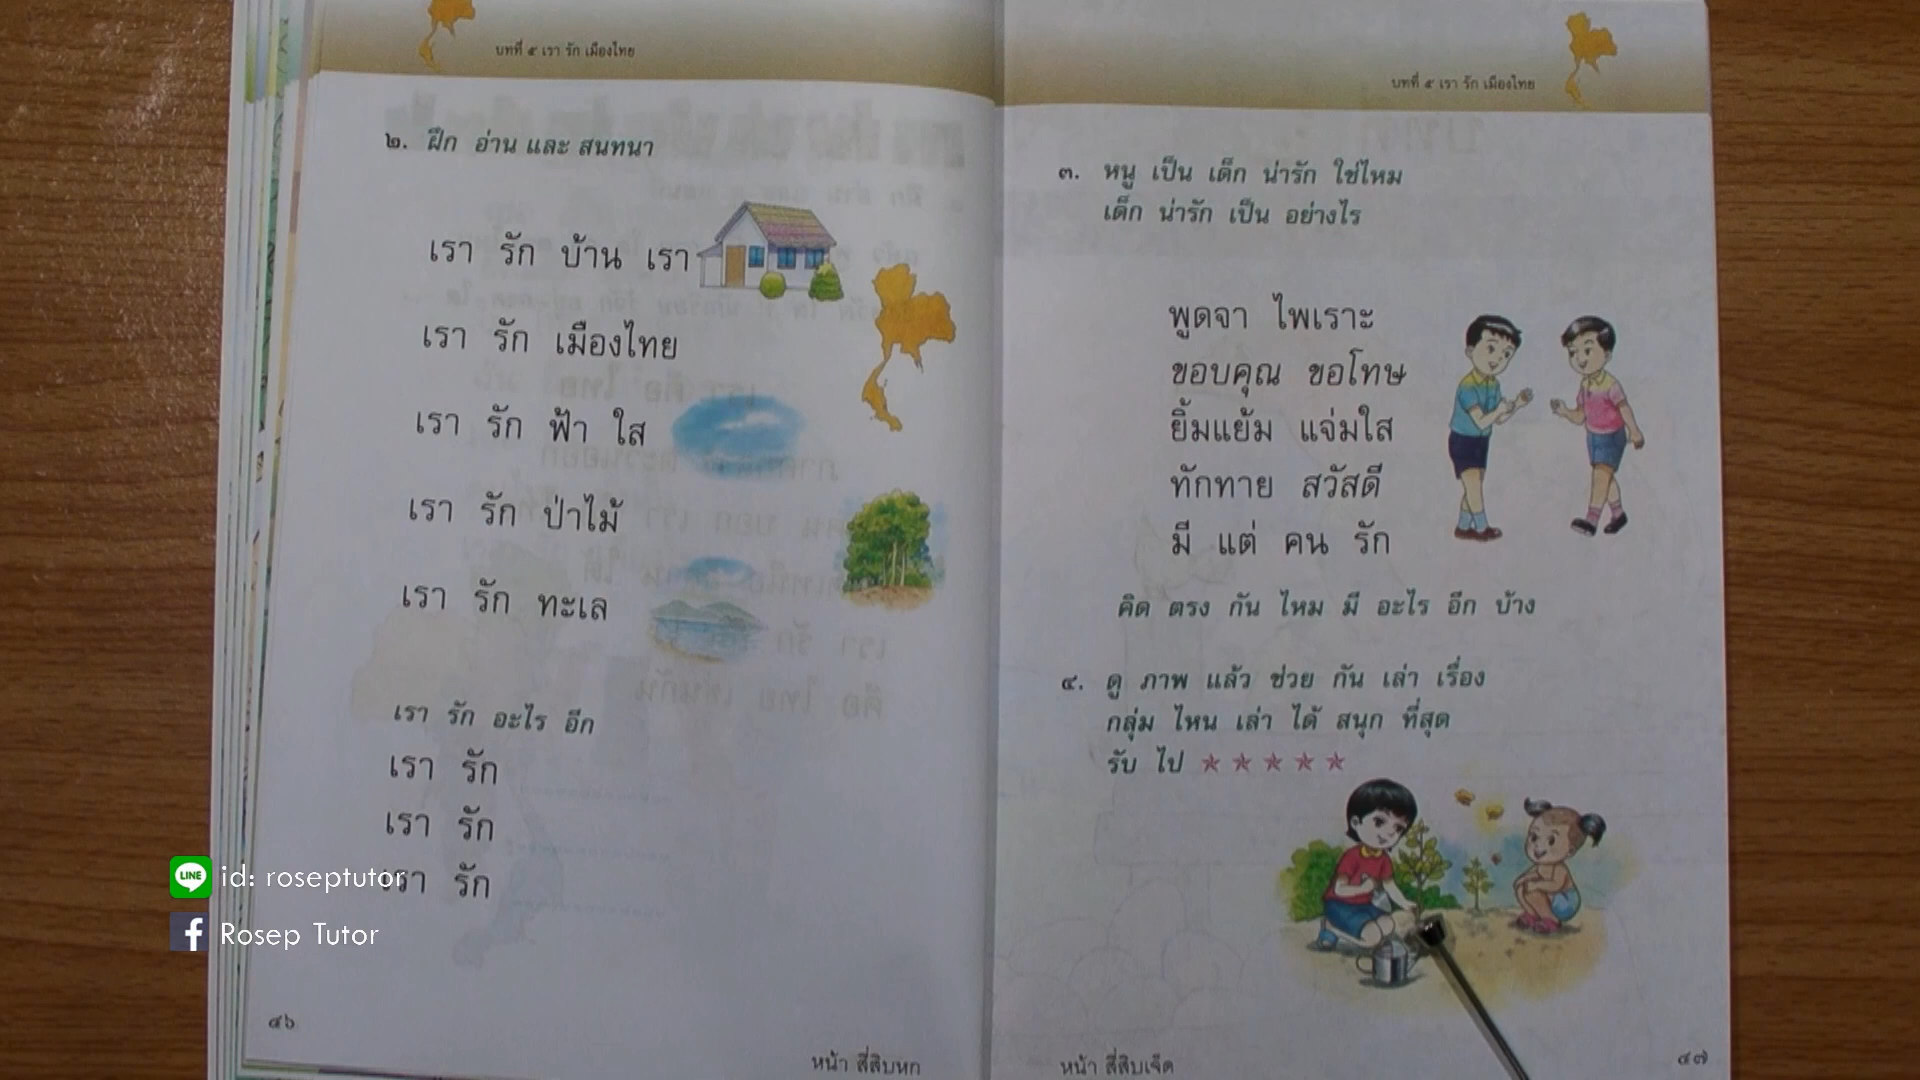 บทที่ ๕ เรา รัก เมืองไทย
๒. ฝึก อ่าน และ สนทนา
เรา รัก บ้าน เรา
เรา รัก เมืองไทย
เรา รัก ฟ้า ใส
เรา รัก ป่าไม้
เรา รัก ทะเล
เรา รัก อะไร อีก
เรา รัก
เรา รัก
เรา รัก
LINE id: roseptutor
f Rosep Tutor
๔๖
หน้า สี่สิบหก
บทที่ ๕ เรา รัก เมืองไทย
๓. หนู เป็น เด็ก น่ารัก ใช่ไหม
เด็ก น่ารัก เป็น อย่างไร
พูดจา ไพเราะ
ขอบคุณ ขอโทษ
ยิ้มแย้ม แจ่มใส
ทักทาย สวัสดี
มี แต่ คน รัก
คิด ตรง กัน ไหม มี อะไร อีก บ้าง
๔. ดู ภาพ แล้ว ช่วย กัน เล่า เรื่อง
กลุ่ม ไหน เล่า ได้ สนุก ที่สุด
รับ ไป ★ ★ ★ ★ ★
หน้า สี่สิบเจ็ด
๔๗